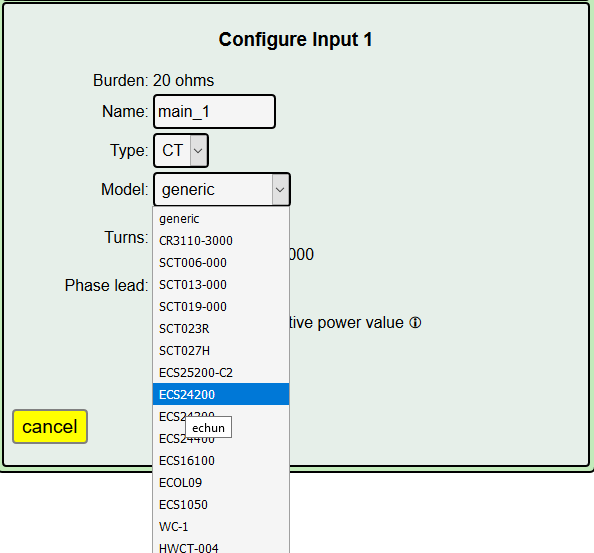 Configure Input 1
Burden: 20 ohms
Name: main_1
Type: CT
Model: generic
generic
Turns:
CR3110-3000
000
SCT006-000
SCT013-000
Phase lead:
SCT019-000
SCT023R
tive power value
SCT027H
ECS25200-C2
ECS24200
cancel
echun
ECS24400
ECS16100
ECOL09
ECS1050
WC-1
HWCT-004